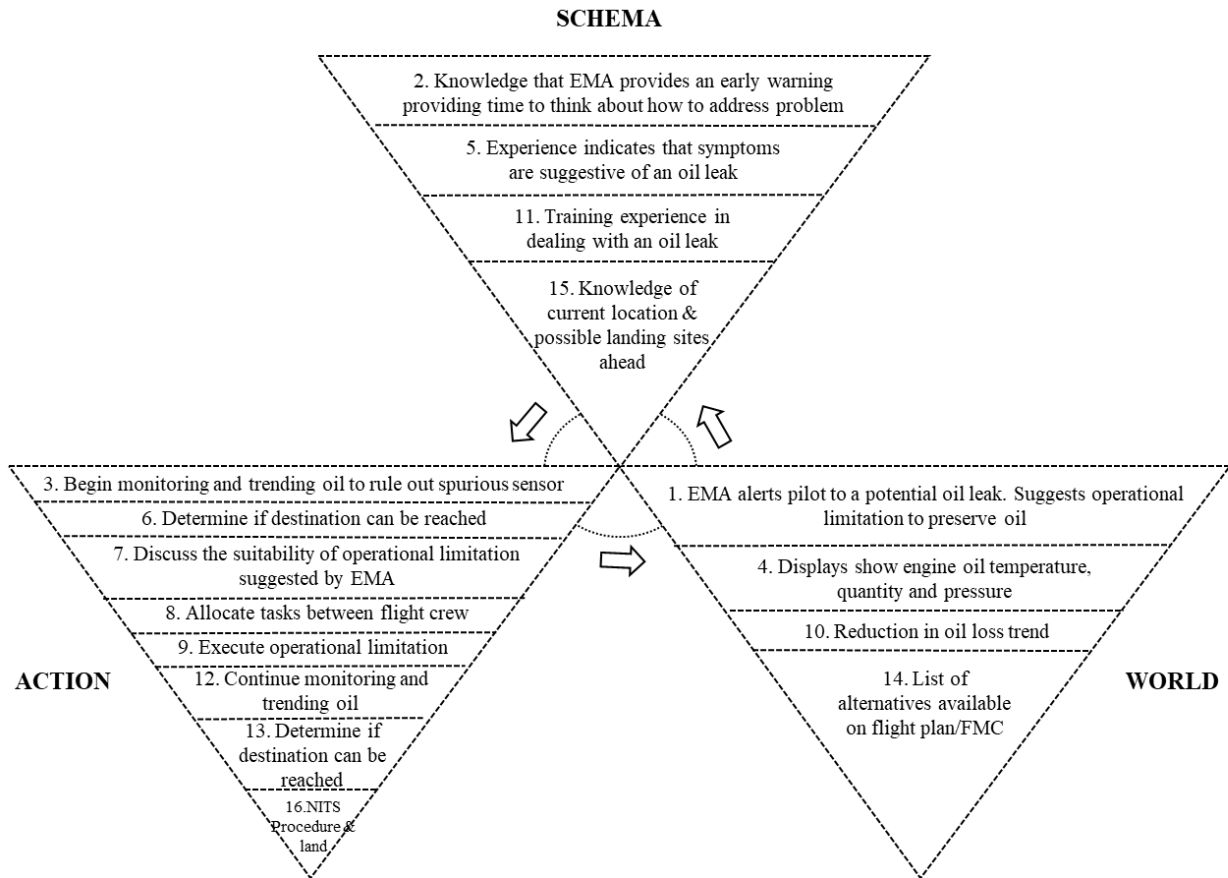 SCHEMA
2. Knowledge that EMA provides an early warning
providing time to think about how to address problem
5. Experience indicates that symptoms
are suggestive of an oil leak
11. Training experience in
dealing with an oil leak
15. Knowledge of
current location &
possible landing sites
ahead
3. Begin monitoring and trending oil to rule out spurious sensor
6. Determine if destination can be reached
7. Discuss the suitability of operational limitation
suggested by EMA
8. Allocate tasks between flight crew
9. Execute operational limitation
12. Continue monitoring and
trending oil
13. Determine if
destination can be
reached
16.NITS
Procedure &
land
ACTION
1. EMA alerts pilot to a potential oil leak. Suggests operational
limitation to preserve oil
4. Displays show engine oil temperature,
quantity and pressure
10. Reduction in oil loss trend
14. List of
alternatives available
on flight plan/FMC
WORLD